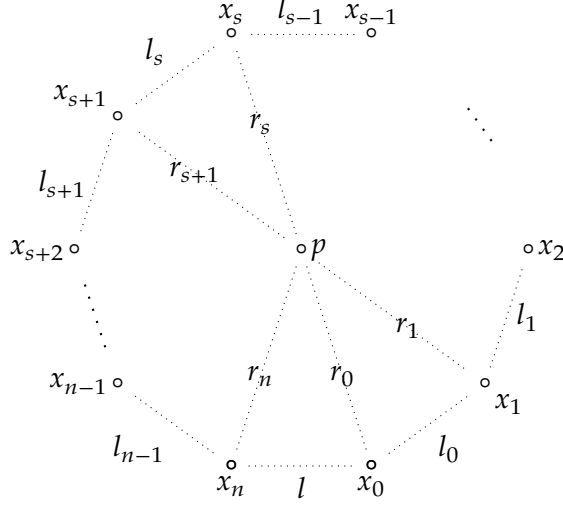 x_s l_{s-1} x_{s-1}
l_s
x_{s+1}
r_s
r_{s+1}
l_{s+1}
x_{s+2} p x_2
r_1 l_1
x_{n-1} r_n r_0
x_1
l_{n-1} l_0
x_n l x_0